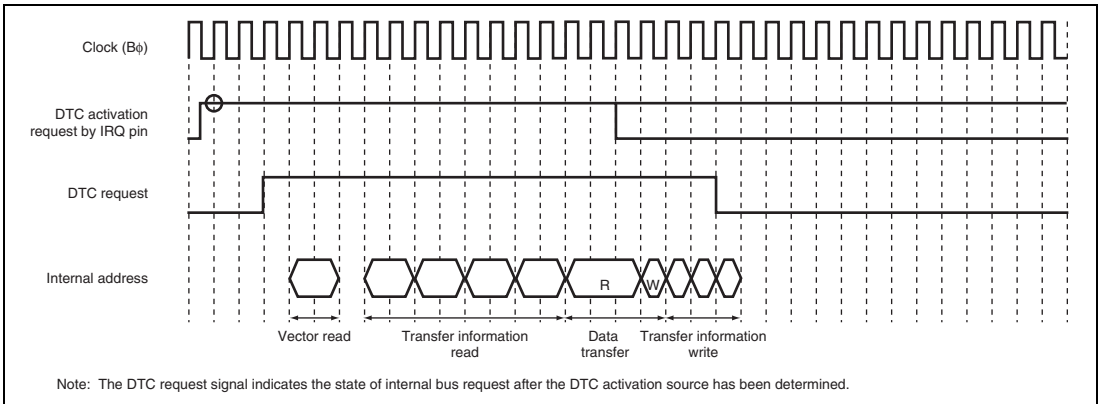 Clock (Bϕ)
DTC activation
request by IRQ pin
DTC request
Internal address
R
W
Vector read
Transfer information
read
Data
transfer
Transfer information
write
Note: The DTC request signal indicates the state of internal bus request after the DTC activation source has been determined.